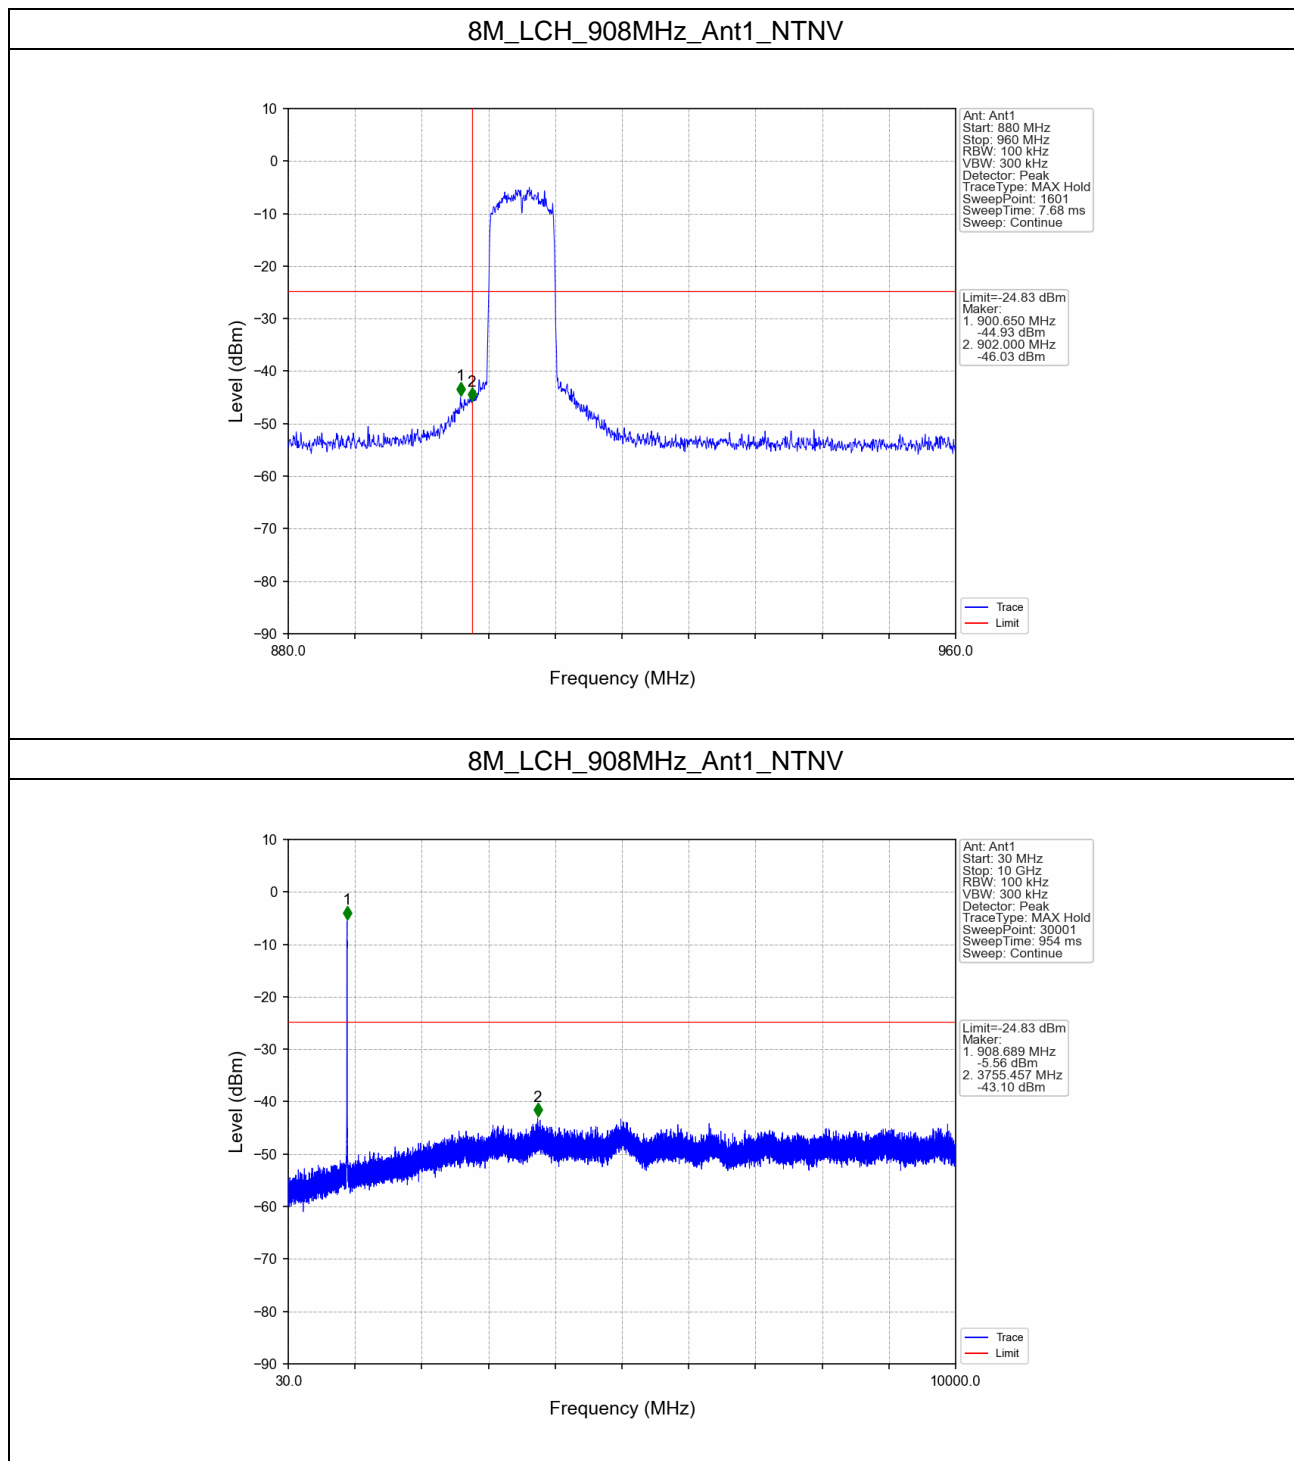 8M_LCH_908MHz_Ant1_NTNV
10
0
−10
−20
−30
−40
−50
−60
−70
−80
−90
Level (dBm)
1
2
880.0
960.0
Frequency (MHz)
Ant: Ant1
Start: 880 MHz
Stop: 960 MHz
RBW: 100 kHz
VBW: 300 kHz
Detector: Peak
TraceType: MAX Hold
SweepPoint: 1601
SweepTime: 7.68 ms
Sweep: Continue
Limit=-24.83 dBm
Maker:
1. 900.650 MHz
-44.93 dBm
2. 902.000 MHz
-46.03 dBm
Trace
Limit
8M_LCH_908MHz_Ant1_NTNV
10
0
−10
−20
−30
−40
−50
−60
−70
−80
−90
Level (dBm)
1
2
30.0
10000.0
Frequency (MHz)
Ant: Ant1
Start: 30 MHz
Stop: 10 GHz
RBW: 100 kHz
VBW: 300 kHz
Detector: Peak
TraceType: MAX Hold
SweepPoint: 30001
SweepTime: 954 ms
Sweep: Continue
Limit=-24.83 dBm
Maker:
1. 908.689 MHz
-5.56 dBm
2. 3755.457 MHz
-43.10 dBm
Trace
Limit